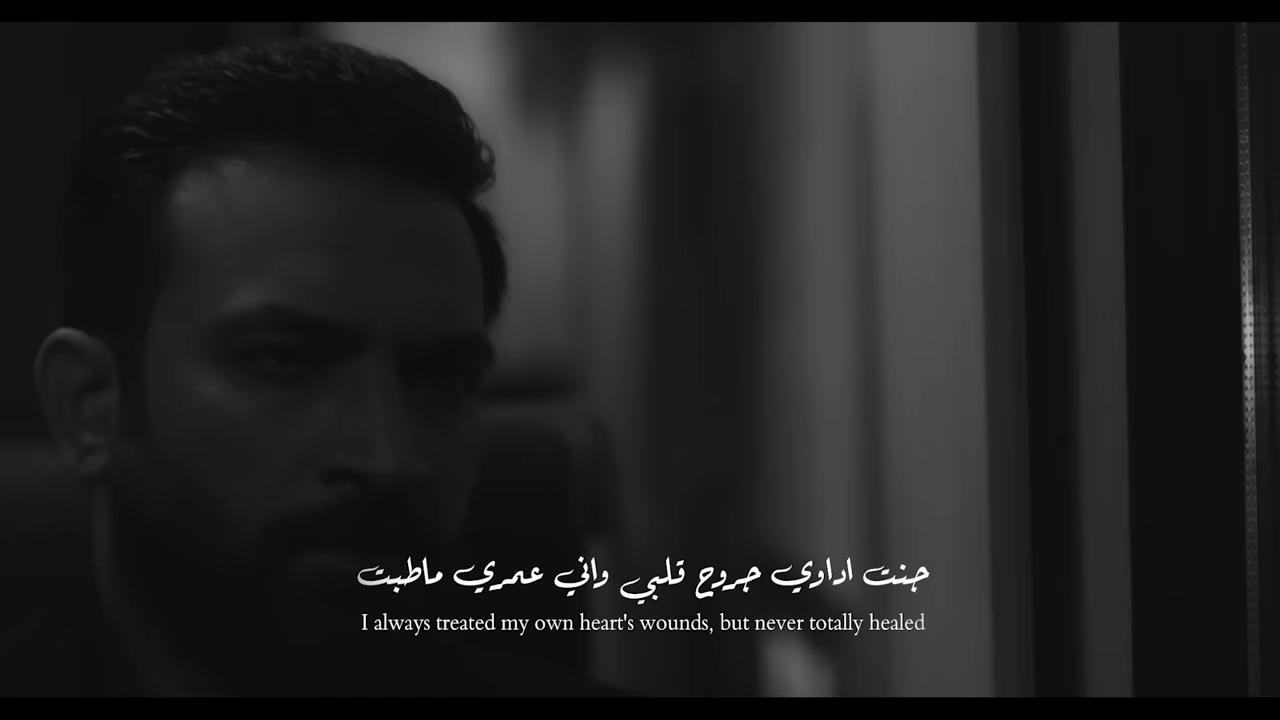 جنت اداوي جروح قلبي واني عمري ماطبت
I always treated my own heart's wounds, but never totally healed